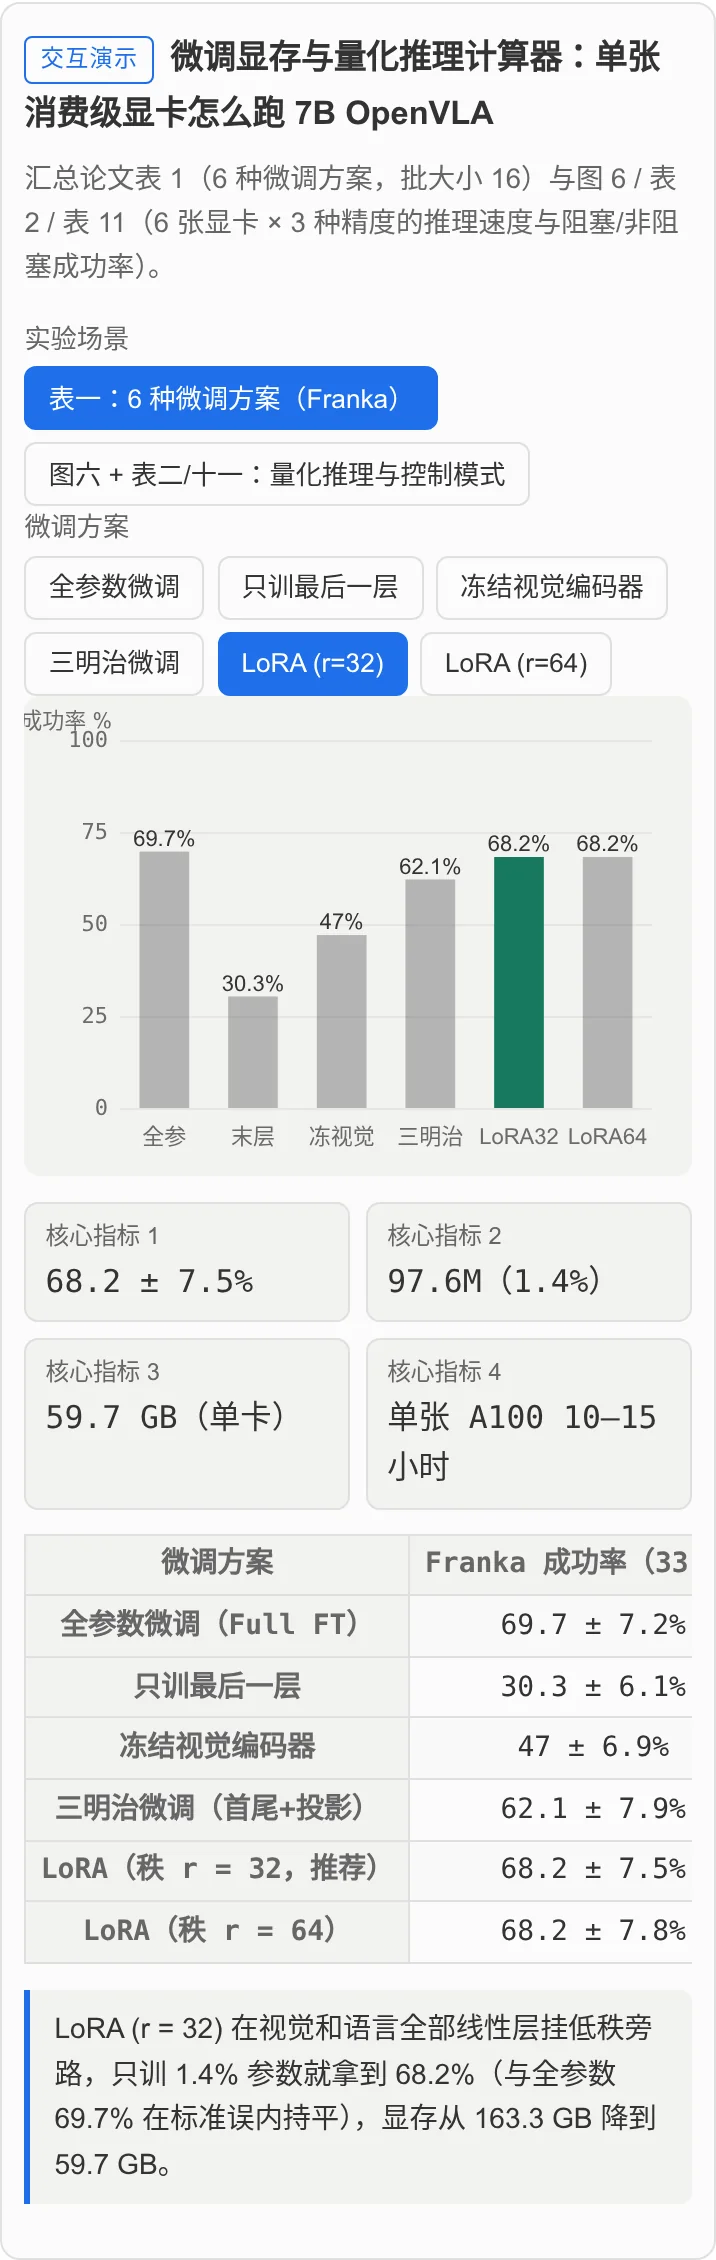 交互演示 微调显存与量化推理计算器：单张
消费级显卡怎么跑 7B OpenVLA
汇总论文表 1（6 种微调方案，批大小 16）与图 6 / 表
2 / 表 11（6 张显卡 × 3 种精度的推理速度与阻塞/非阻
塞成功率）。
实验场景
表一：6 种微调方案（Franka）
图六 + 表二/十一：量化推理与控制模式
微调方案
全参数微调 只训最后一层 冻结视觉编码器
三明治微调 LoRA (r=32) LoRA (r=64)
成功率 %
100
75
50
25
0
69.7% 30.3% 47% 62.1% 68.2% 68.2%
全参 末层 冻视觉 三明治 LoRA32 LoRA64
核心指标 1
68.2 ± 7.5%
核心指标 2
97.6M（1.4%）
核心指标 3
59.7 GB（单卡）
核心指标 4
单张 A100 10–15
小时
微调方案 Franka 成功率（33
全参数微调（Full FT） 69.7 ± 7.2%
只训最后一层 30.3 ± 6.1%
冻结视觉编码器 47 ± 6.9%
三明治微调（首尾+投影） 62.1 ± 7.9%
LoRA（秩 r = 32，推荐） 68.2 ± 7.5%
LoRA（秩 r = 64） 68.2 ± 7.8%
LoRA (r = 32) 在视觉和语言全部线性层挂低秩旁
路，只训 1.4% 参数就拿到 68.2%（与全参数
69.7% 在标准误内持平），显存从 163.3 GB 降到
59.7 GB。